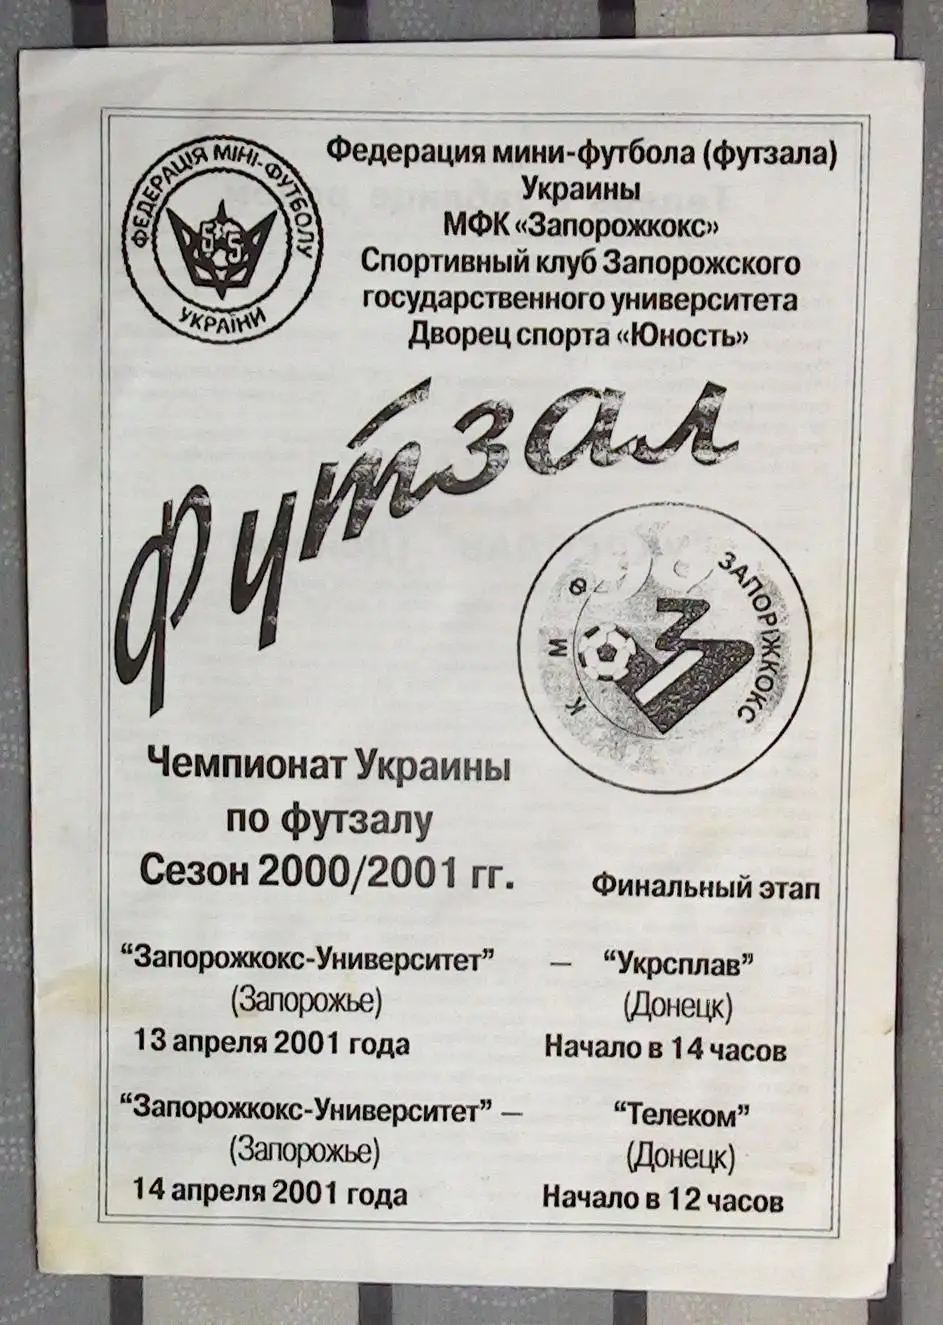 ФЕДЕРАЦІЯ МІНІ-ФУТБОЛУ
УКРАЇНИ
5 5
Федерация мини-футбола (футзала)
Украины
МФК «Запорожкокс»
Спортивный клуб Запорожского
государственного университета
Дворец спорта «Юность»
Футзал
МФК
ЗАПОРІЖКОКС
Чемпионат Украины
по футзалу
Сезон 2000/2001 гг.
Финальный этап
“Запорожкокс-Университет” – “Укрсплав”
(Запорожье) (Донецк)
13 апреля 2001 года Начало в 14 часов
“Запорожкокс-Университет” – “Телеком”
(Запорожье) (Донецк)
14 апреля 2001 года Начало в 12 часов